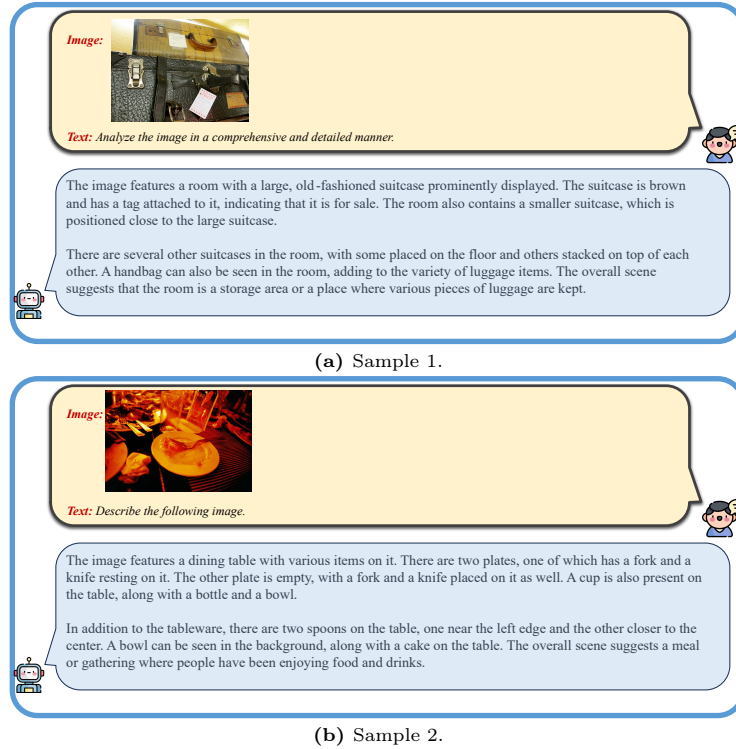 Image:
Text: Analyze the image in a comprehensive and detailed manner.
The image features a room with a large, old-fashioned suitcase prominently displayed. The suitcase is brown
and has a tag attached to it, indicating that it is for sale. The room also contains a smaller suitcase, which is
positioned close to the large suitcase.
There are several other suitcases in the room, with some placed on the floor and others stacked on top of each
other. A handbag can also be seen in the room, adding to the variety of luggage items. The overall scene
suggests that the room is a storage area or a place where various pieces of luggage are kept.
(a) Sample 1.
Image:
Text: Describe the following image.
The image features a dining table with various items on it. There are two plates, one of which has a fork and a
knife resting on it. The other plate is empty, with a fork and a knife placed on it as well. A cup is also present on
the table, along with a bottle and a bowl.
In addition to the tableware, there are two spoons on the table, one near the left edge and the other closer to the
center. A bowl can be seen in the background, along with a cake on the table. The overall scene suggests a meal
or gathering where people have been enjoying food and drinks.
(b) Sample 2.